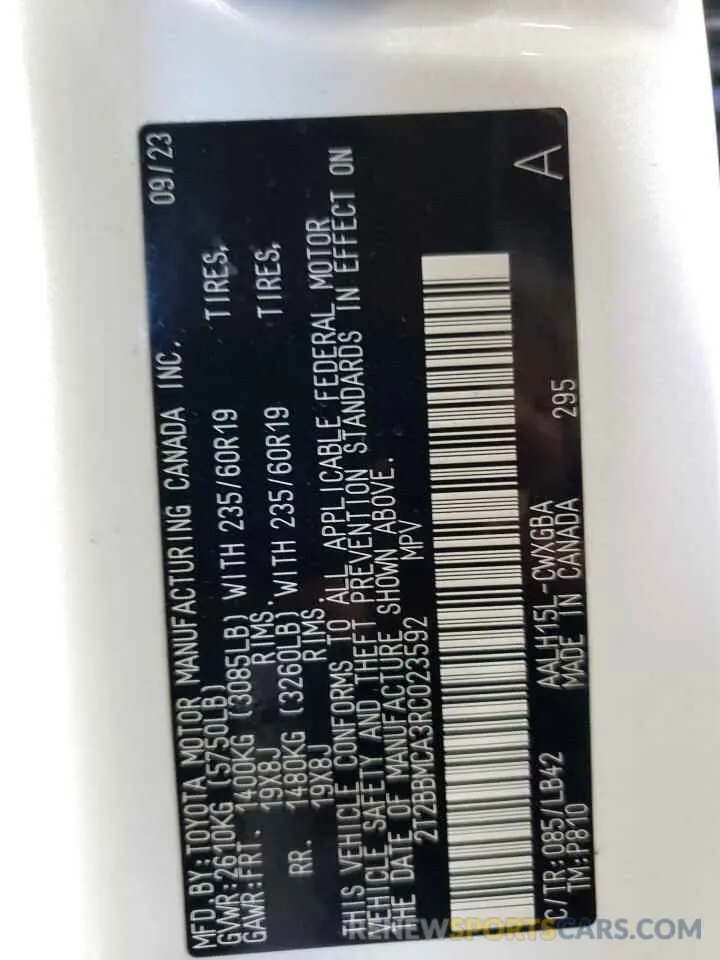 MFD.BY:TOYOTA MOTOR MANUFACTURING CANADA INC. 09/23
GVWR:2610KG (5750LB)
GAWR:FRT. 1400KG (3085LB) WITH 235/60R19 TIRES,
19X8J RIMS.
RR. 1480KG (3260LB) WITH 235/60R19 TIRES,
19X8J RIMS.
THIS VEHICLE CONFORMS TO ALL APPLICABLE FEDERAL MOTOR
VEHICLE SAFETY AND THEFT PREVENTION STANDARDS IN EFFECT ON
THE DATE OF MANUFACTURE SHOWN ABOVE.
2T2BBMCA3RC023592 MPV
C/TR:085/LB42 AALH15L-CWXGBA A
TM:P810 MADE IN CANADA 295
RENEWSPORTSCARS.COM